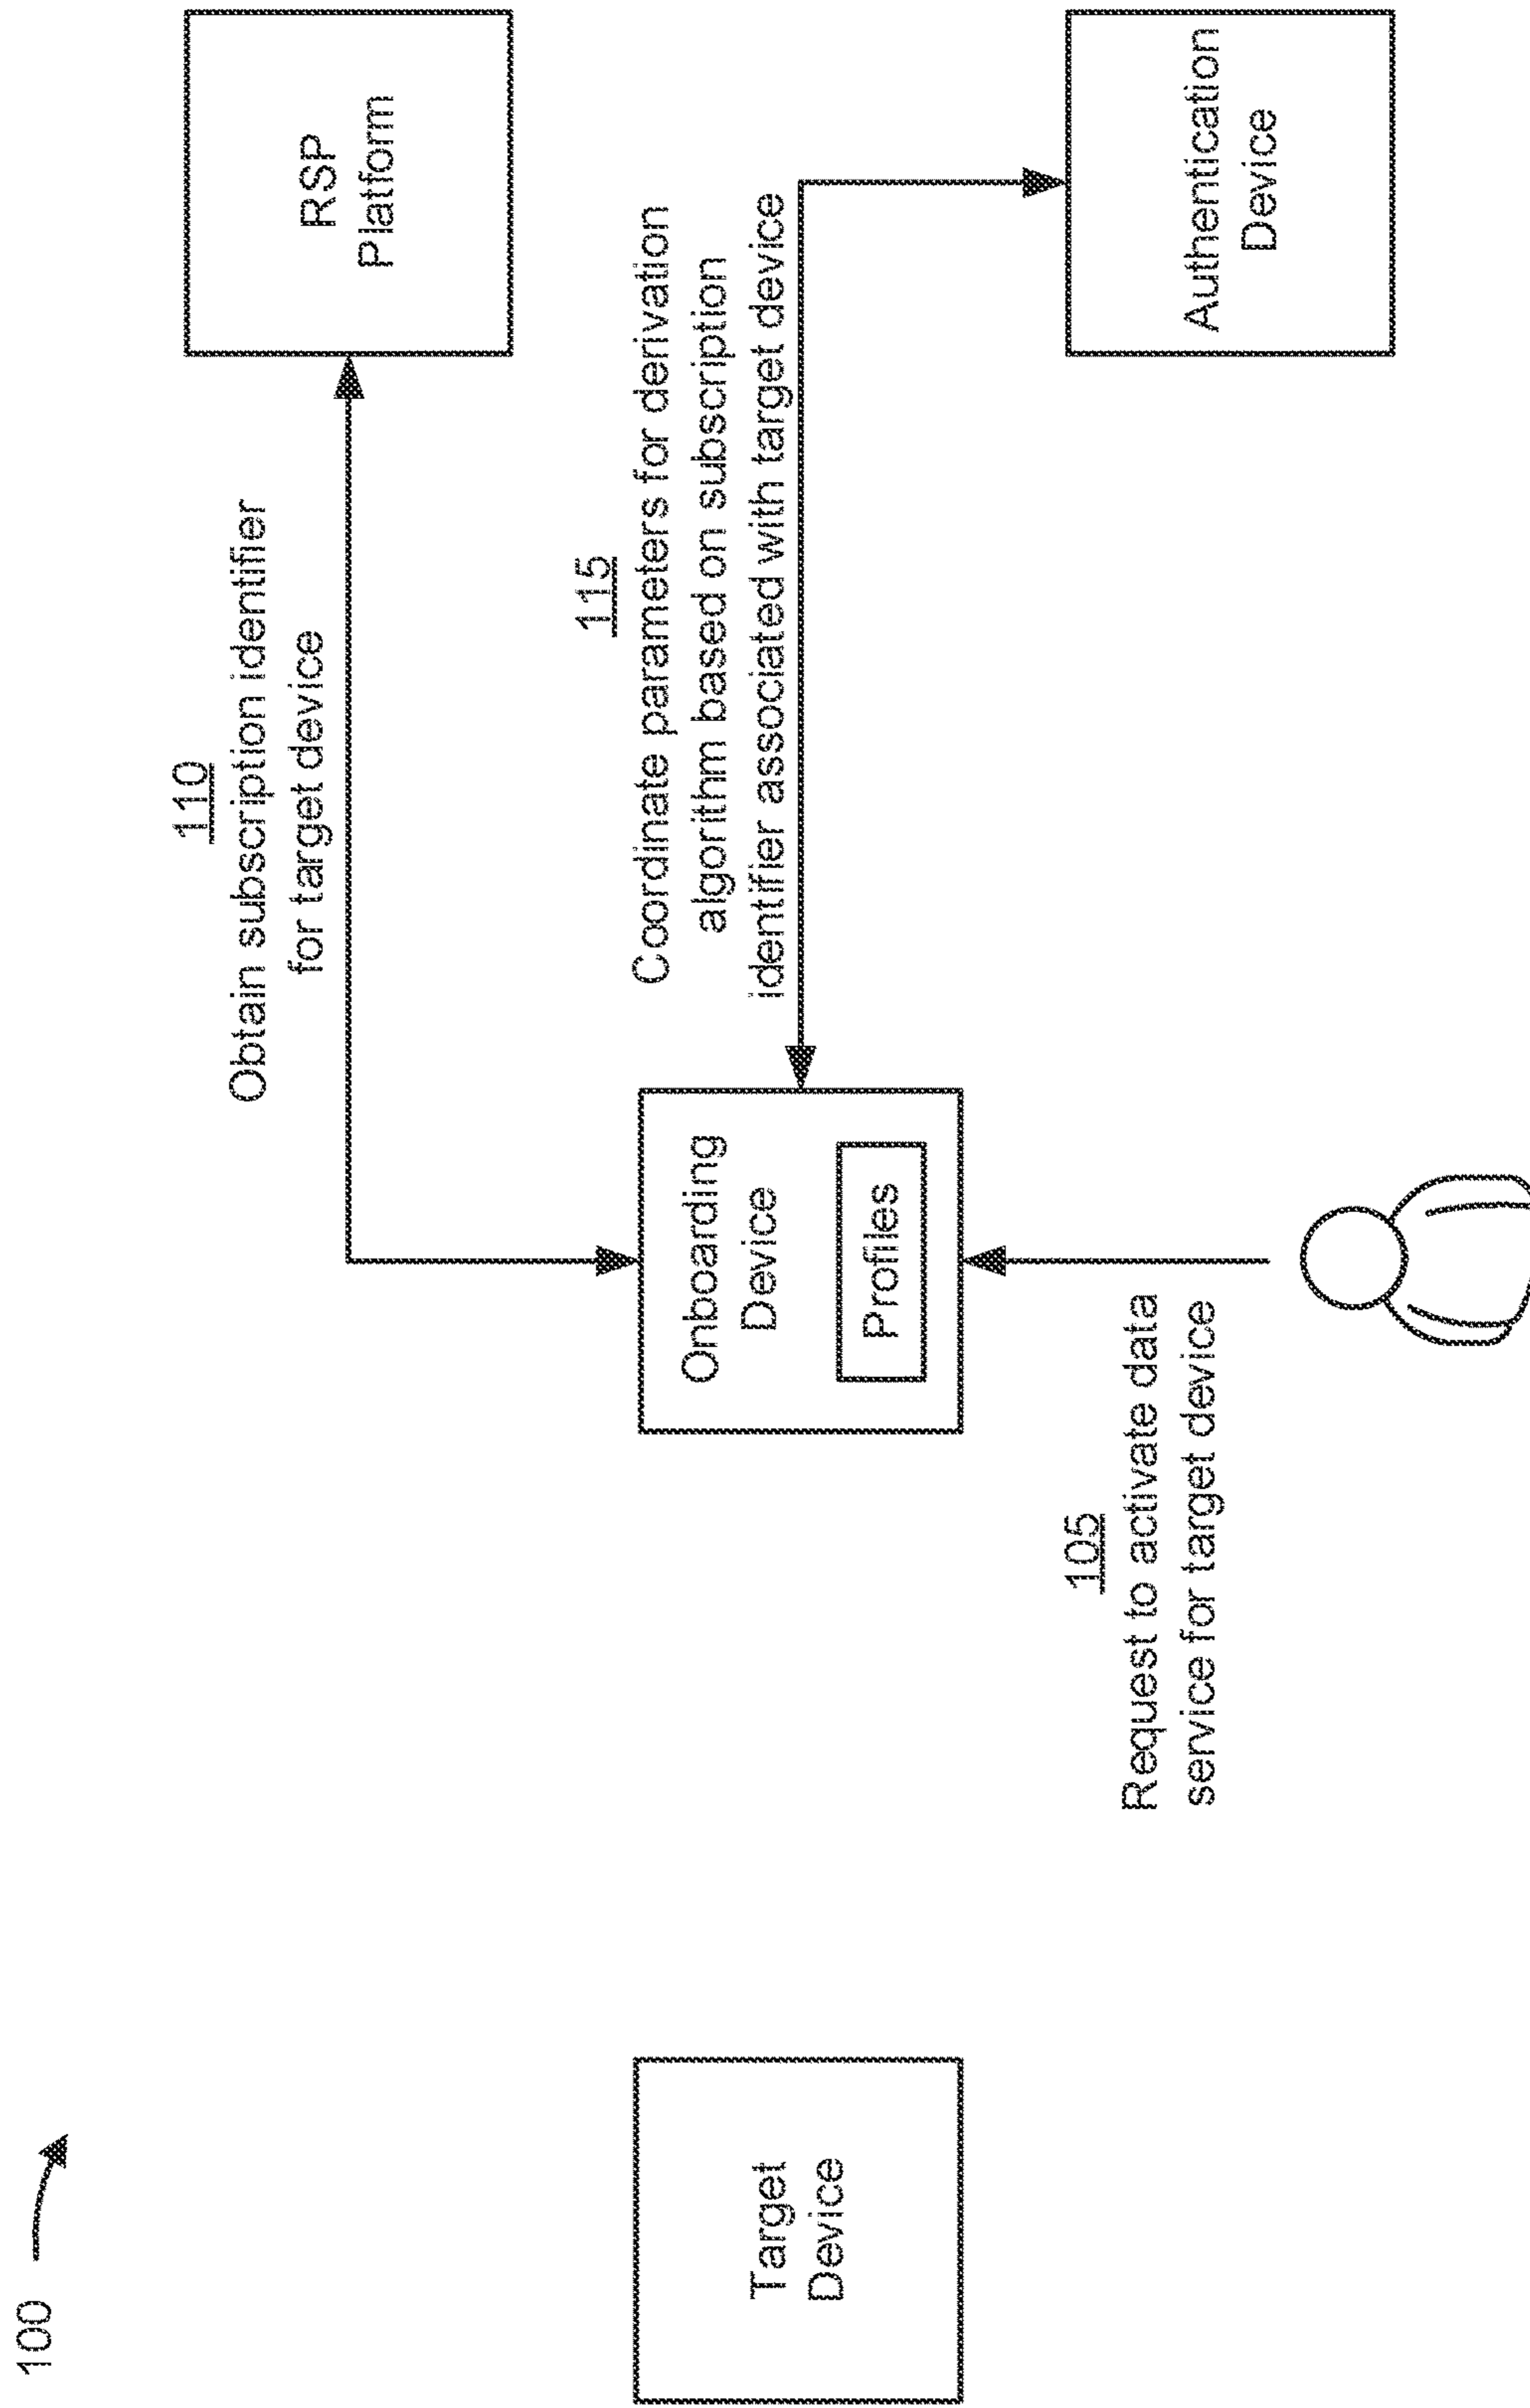 100
110
Obtain subscription identifier
for target device
RSP
Platform
115
Coordinate parameters for derivation
algorithm based on subscription
identifier associated with target device
Target
Device
Onboarding
Device
Profiles
105
Request to activate data
service for target device
Authentication
Device